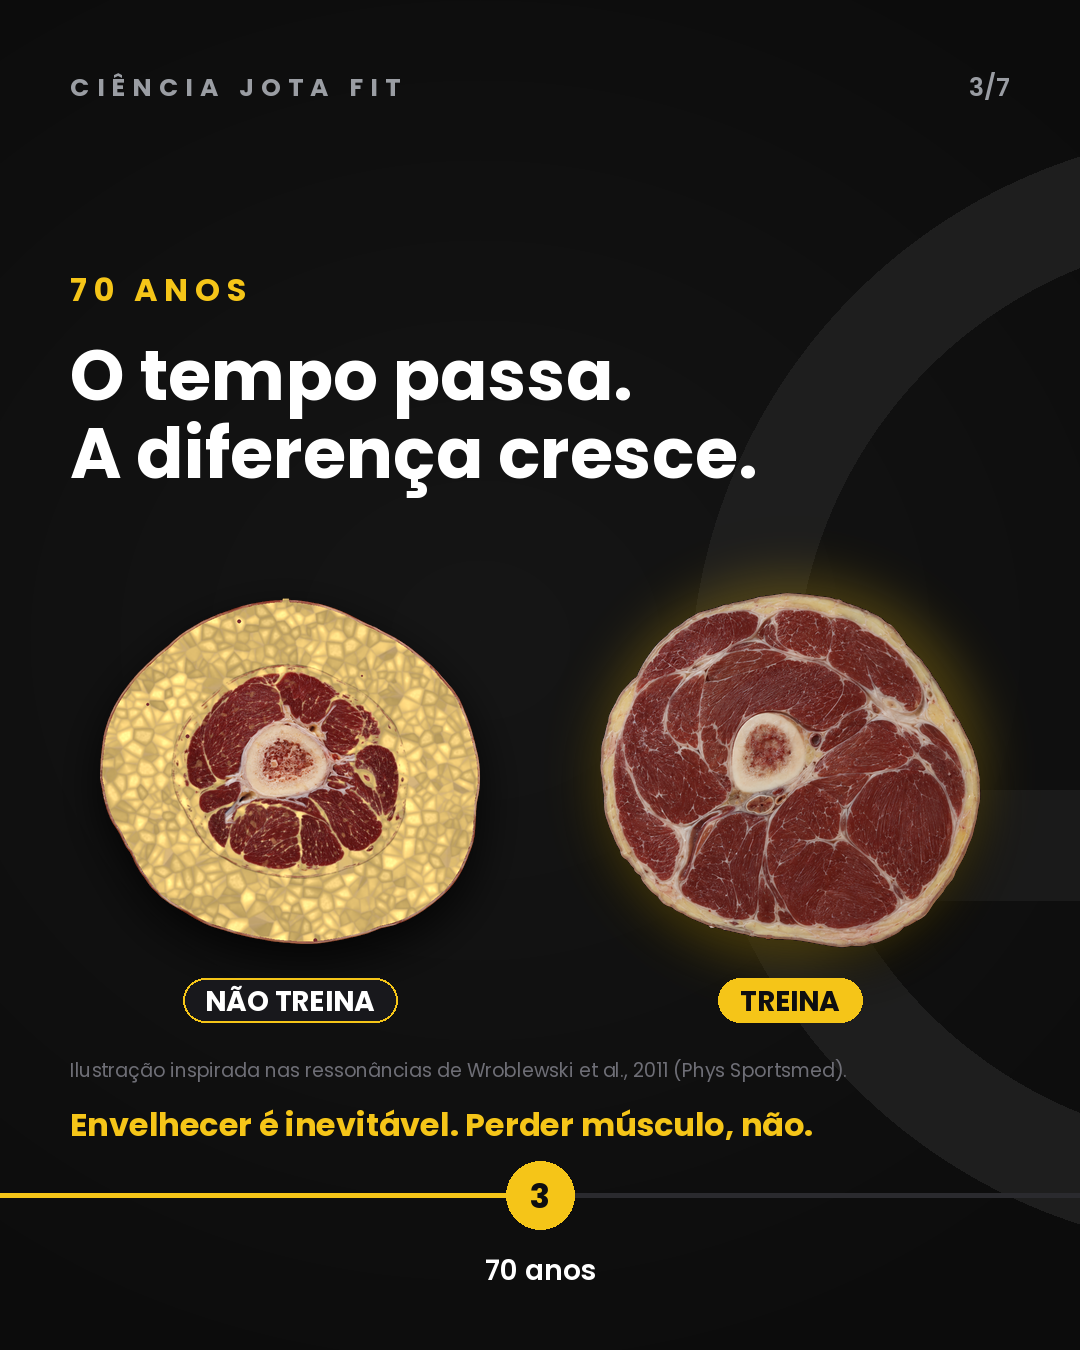 CIÊNCIA JOTA FIT
3/7
70 ANOS
O tempo passa.
A diferença cresce.
NÃO TREINA
TREINA
Ilustração inspirada nas ressonâncias de Wroblewski et al., 2011 (Phys Sportsmed).
Envelhecer é inevitável. Perder músculo, não.
3
70 anos